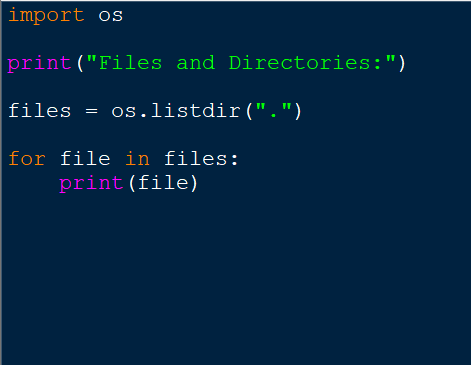 import os
print("Files and Directories:")
files = os.listdir(".")
for file in files:
    print(file)